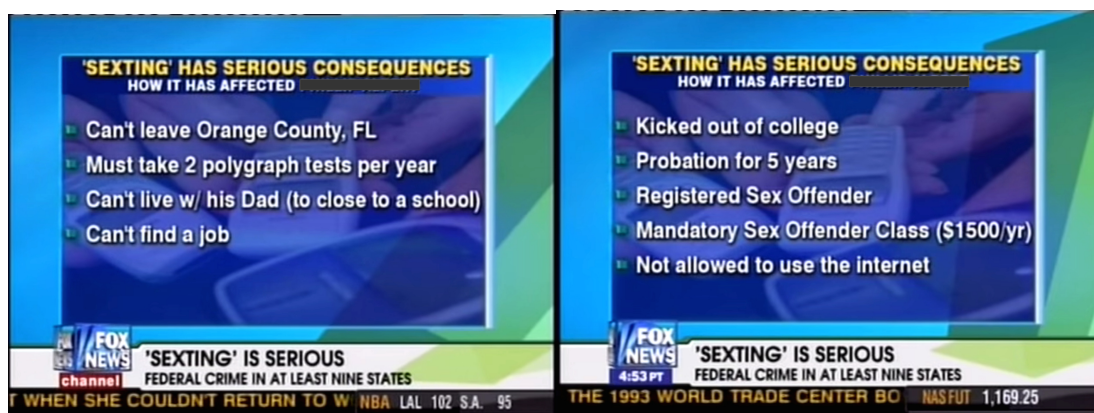 'SEXTING' HAS SERIOUS CONSEQUENCES
HOW IT HAS AFFECTED
Can't leave Orange County, FL
Must take 2 polygraph tests per year
Can't live w/ his Dad (to close to a school)
Can't find a job
FOX
NEWS
channel
'SEXTING' IS SERIOUS
FEDERAL CRIME IN AT LEAST NINE STATES
T WHEN SHE COULDN'T RETURN TO W NBA LAL 102 S.A. 95
'SEXTING' HAS SERIOUS CONSEQUENCES
HOW IT HAS AFFECTED
Kicked out of college
Probation for 5 years
Registered Sex Offender
Mandatory Sex Offender Class ($1500/yr)
Not allowed to use the internet
FOX
NEWS
4:53 PT
'SEXTING' IS SERIOUS
FEDERAL CRIME IN AT LEAST NINE STATES
THE 1993 WORLD TRADE CENTER BO NAS FUT 1,169.25